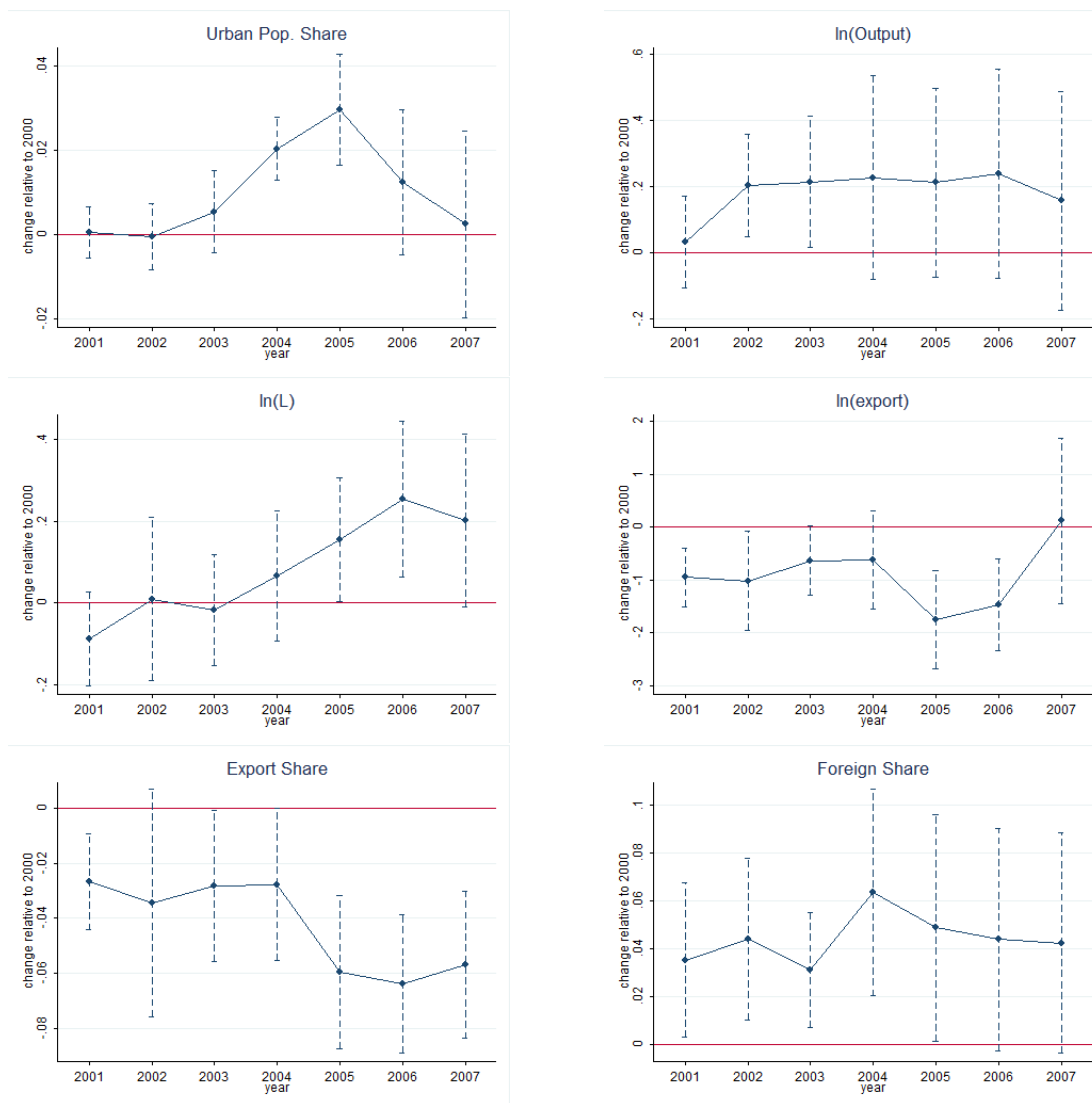 Urban Pop. Share
change relative to 2000
.04
.02
0
-.02
2001 2002 2003 2004 2005 2006 2007
year
ln(Output)
change relative to 2000
.6
.4
.2
0
-.2
2001 2002 2003 2004 2005 2006 2007
year
ln(L)
change relative to 2000
.4
.2
0
-.2
2001 2002 2003 2004 2005 2006 2007
year
ln(export)
change relative to 2000
2
1
0
-1
-2
-3
2001 2002 2003 2004 2005 2006 2007
year
Export Share
change relative to 2000
0
-.02
-.04
-.06
-.08
2001 2002 2003 2004 2005 2006 2007
year
Foreign Share
change relative to 2000
.1
.08
.06
.04
.02
0
2001 2002 2003 2004 2005 2006 2007
year